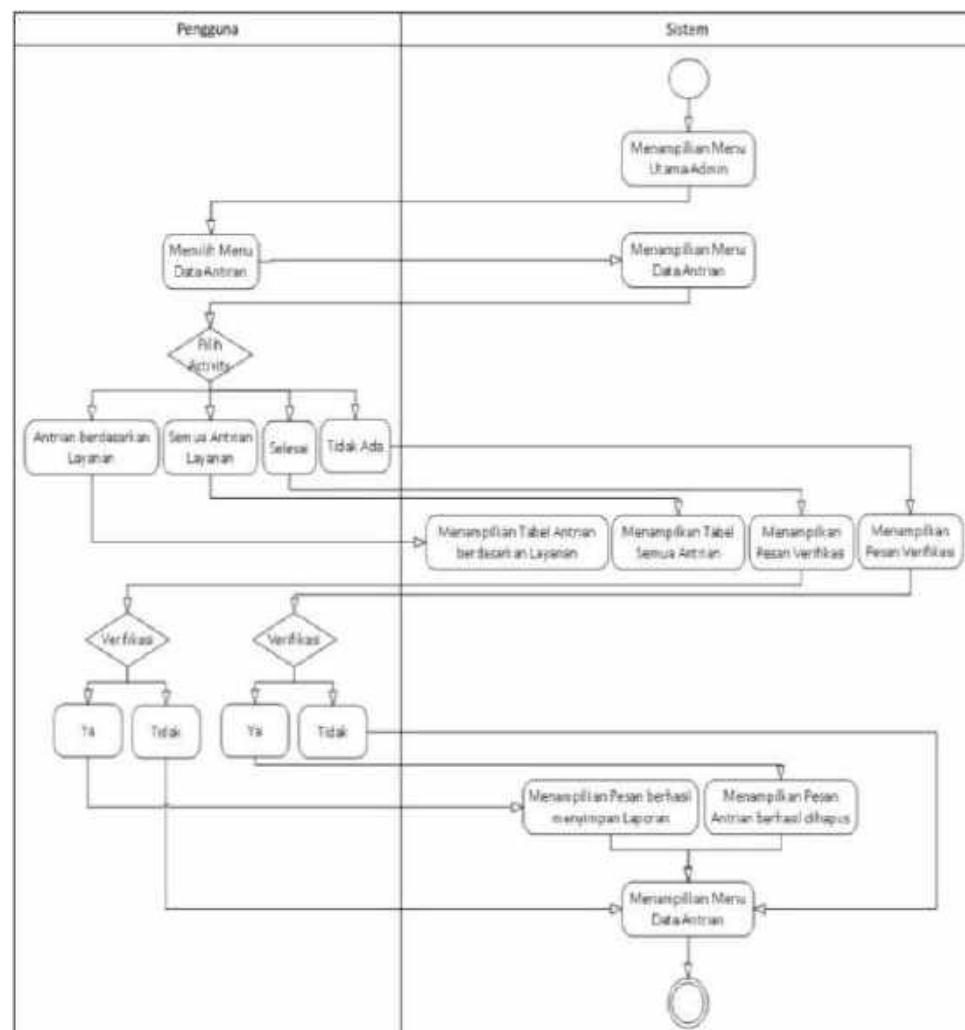 Pengguna
Sistem
Menampilkan Menu
Utama Admin
Memilih Menu
Data Antrian
Menampilkan Menu
Data Antrian
Pilih
Activity
Antrian berdasarkan
Layanan
Semua Antrian
Layanan
Selesai
Tidak Ada
Menampilkan Tabel Antrian
berdasarkan Layanan
Menampilkan Tabel
Semua Antrian
Menampilkan
Pesan Verifikasi
Menampilkan
Pesan Verifikasi
Verifikasi
Verifikasi
Ya
Tidak
Ya
Tidak
Menampilkan Pesan berhasil
menyimpan Laporan
Menampilkan Pesan
Antrian berhasil dihapus
Menampilkan Menu
Data Antrian